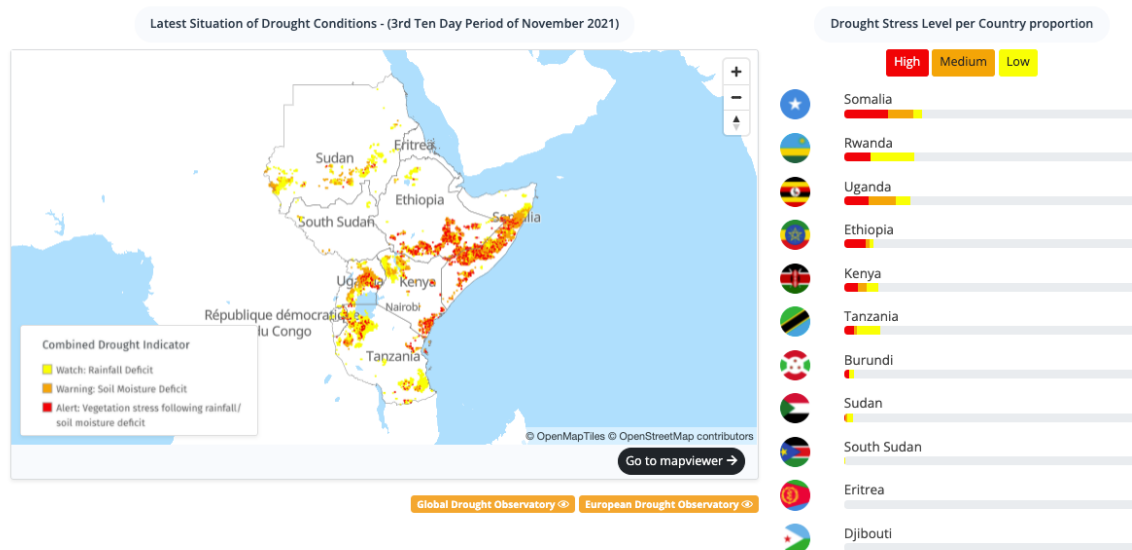 Latest Situation of Drought Conditions - (3rd Ten Day Period of November 2021)
Sudan
Eritrea
Ethiopia
South Sudan
Somalia
Uganda
Kenya
Nairobi
République démocratique
du Congo
Tanzania
Combined Drought Indicator
Watch: Rainfall Deficit
Warning: Soil Moisture Deficit
Alert: Vegetation stress following rainfall/
soil moisture deficit
© OpenMapTiles © OpenStreetMap contributors
Go to mapviewer →
Global Drought Observatory
European Drought Observatory
Drought Stress Level per Country proportion
High Medium Low
Somalia
Rwanda
Uganda
Ethiopia
Kenya
Tanzania
Burundi
Sudan
South Sudan
Eritrea
Djibouti